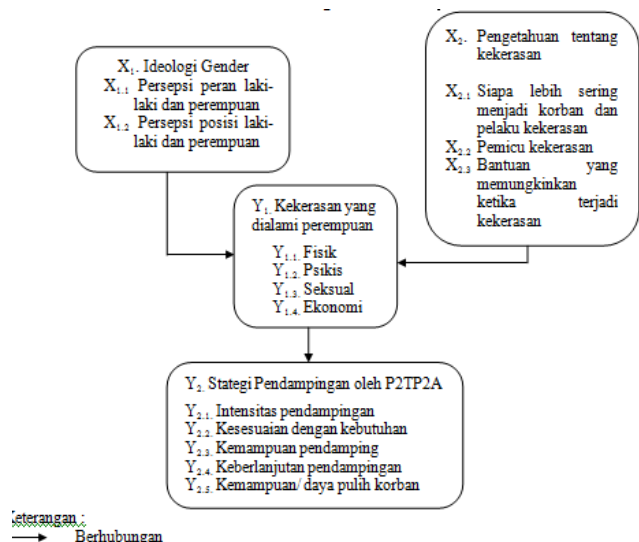 X₁. Ideologi Gender
X₁.₁ Persepsi peran laki-
laki dan perempuan
X₁.₂ Persepsi posisi laki-
laki dan perempuan
X₂. Pengetahuan tentang
kekerasan
X₂.₁ Siapa lebih sering
menjadi korban dan
pelaku kekerasan
X₂.₂ Pemicu kekerasan
X₂.₃ Bantuan yang
memungkinkan
ketika terjadi
kekerasan
Y₁. Kekerasan yang
dialami perempuan
Y₁.₁. Fisik
Y₁.₂. Psikis
Y₁.₃. Seksual
Y₁.₄. Ekonomi
Y₂. Stategi Pendampingan oleh P2TP2A
Y₂.₁. Intensitas pendampingan
Y₂.₂. Kesesuaian dengan kebutuhan
Y₂.₃. Kemampuan pendamping
Y₂.₄. Keberlanjutan pendampingan
Y₂.₅. Kemampuan/ daya pulih korban
Keterangan :
Berhubungan